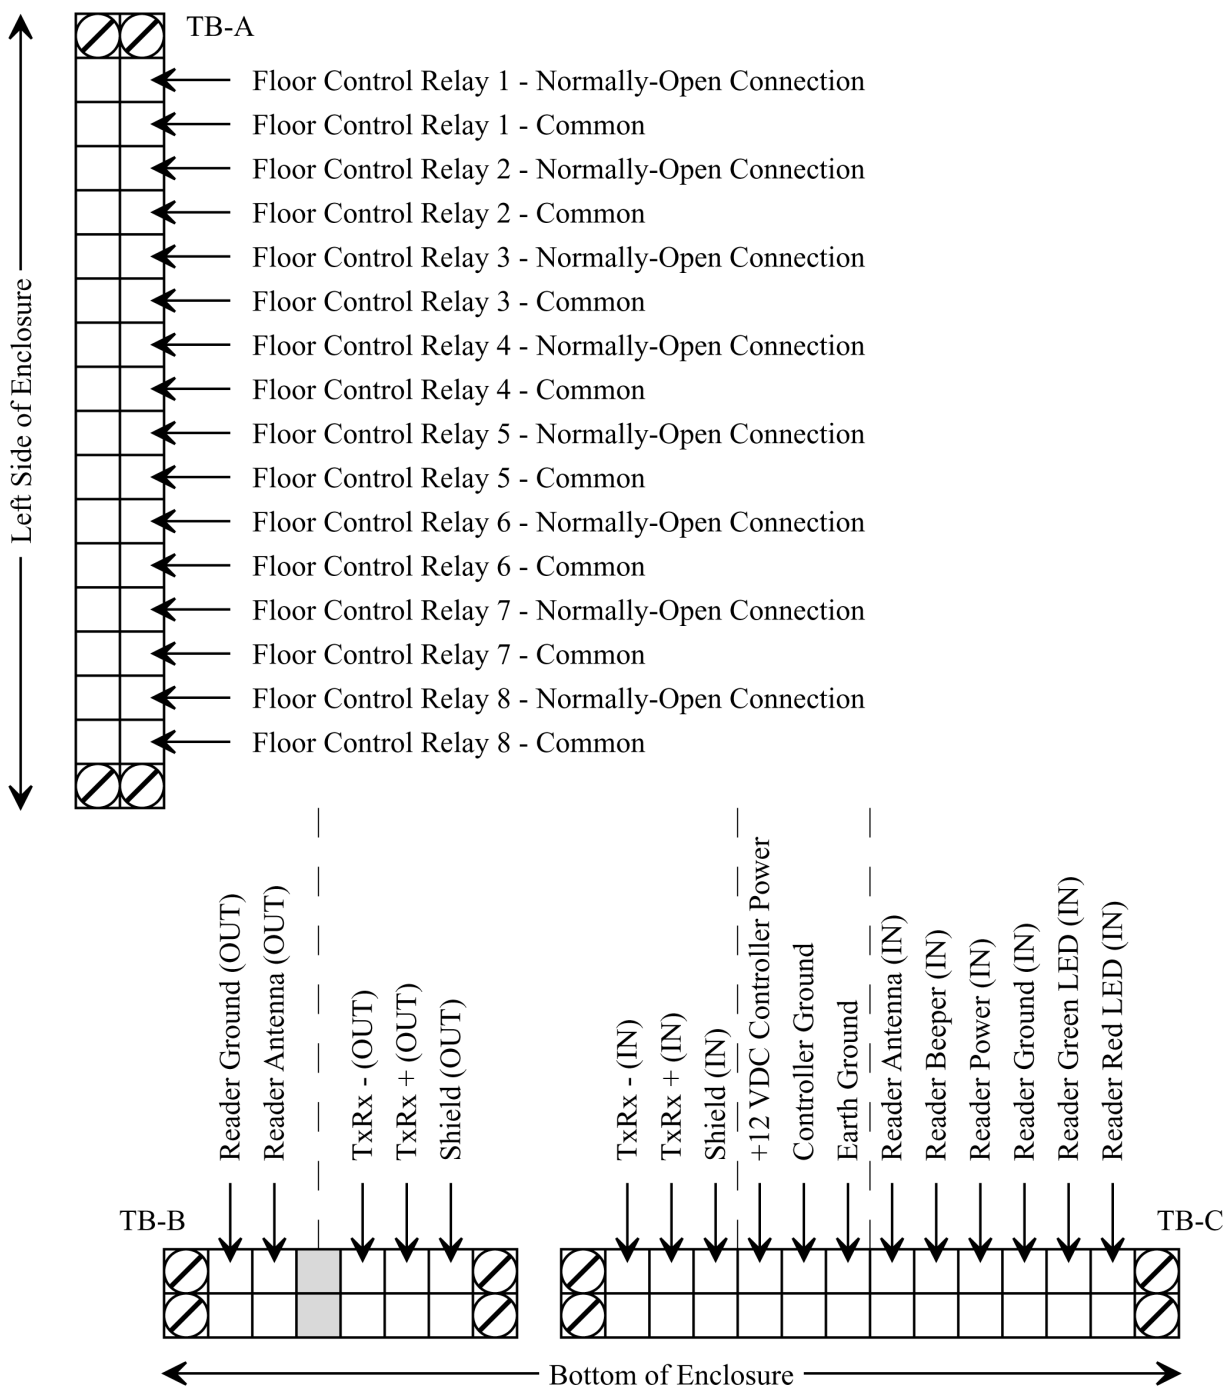 TB-A
Floor Control Relay 1 - Normally-Open Connection
Floor Control Relay 1 - Common
Floor Control Relay 2 - Normally-Open Connection
Floor Control Relay 2 - Common
Floor Control Relay 3 - Normally-Open Connection
Floor Control Relay 3 - Common
Floor Control Relay 4 - Normally-Open Connection
Floor Control Relay 4 - Common
Floor Control Relay 5 - Normally-Open Connection
Floor Control Relay 5 - Common
Floor Control Relay 6 - Normally-Open Connection
Floor Control Relay 6 - Common
Floor Control Relay 7 - Normally-Open Connection
Floor Control Relay 7 - Common
Floor Control Relay 8 - Normally-Open Connection
Floor Control Relay 8 - Common
Left Side of Enclosure
TB-B
Reader Ground (OUT)
Reader Antenna (OUT)
TxRx - (OUT)
TxRx + (OUT)
Shield (OUT)
TxRx - (IN)
TxRx + (IN)
Shield (IN)
+12 VDC Controller Power
Controller Ground
Earth Ground
Reader Antenna (IN)
Reader Beeper (IN)
Reader Power (IN)
Reader Ground (IN)
Reader Green LED (IN)
Reader Red LED (IN)
TB-C
Bottom of Enclosure